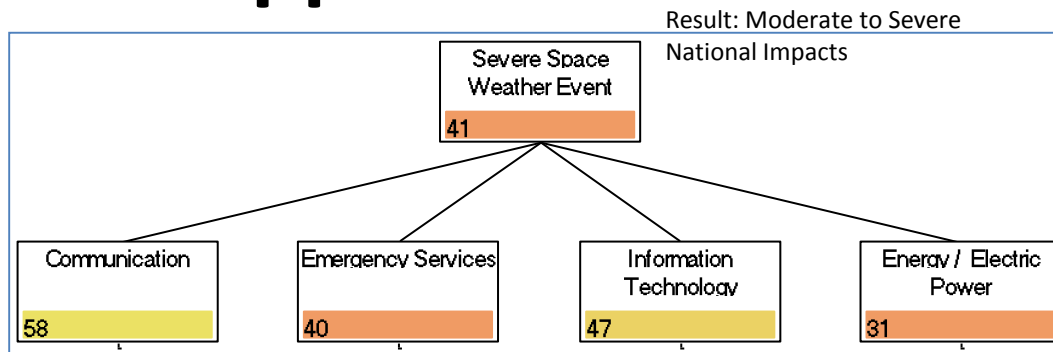 Result: Moderate to Severe
National Impacts
Severe Space
Weather Event
41
Communication
58
Emergency Services
40
Information
Technology
47
Energy / Electric
Power
31